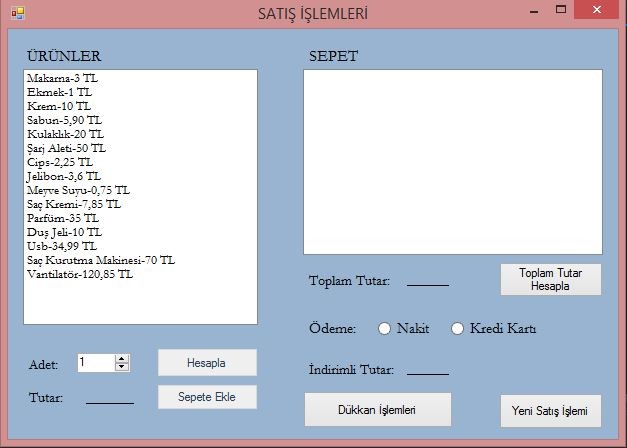 SATIŞ İŞLEMLERİ
ÜRÜNLER
Makarna-3 TL
Ekmek-1 TL
Krem-10 TL
Sabun-5,90 TL
Kulaklık-20 TL
Şarj Aleti-50 TL
Cips-2,25 TL
Jelibon-3,6 TL
Meyve Suyu-0,75 TL
Saç Kremi-7,85 TL
Parfüm-35 TL
Duş Jeli-10 TL
Usb-34,99 TL
Saç Kurutma Makinesi-70 TL
Vantilatör-120,85 TL
Adet: 1 Hesapla
Tutar: ______ Sepete Ekle
SEPET
Toplam Tutar: ______ Toplam Tutar
Hesapla
Ödeme: Nakit Kredi Kartı
İndirimli Tutar: ______
Dükkan İşlemleri Yeni Satış İşlemi